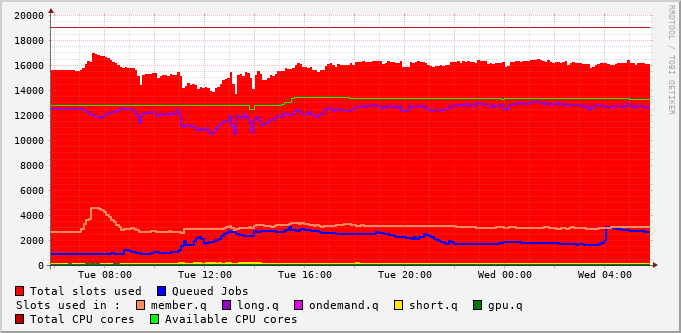 20000
18000
16000
14000
12000
10000
8000
6000
4000
2000
0
Tue 08:00 Tue 12:00 Tue 16:00 Tue 20:00 Wed 00:00 Wed 04:00
RRDTOOL / TOBI OETIKER
Total slots used Queued Jobs
Slots used in : member.q long.q ondemand.q short.q gpu.q
Total CPU cores Available CPU cores